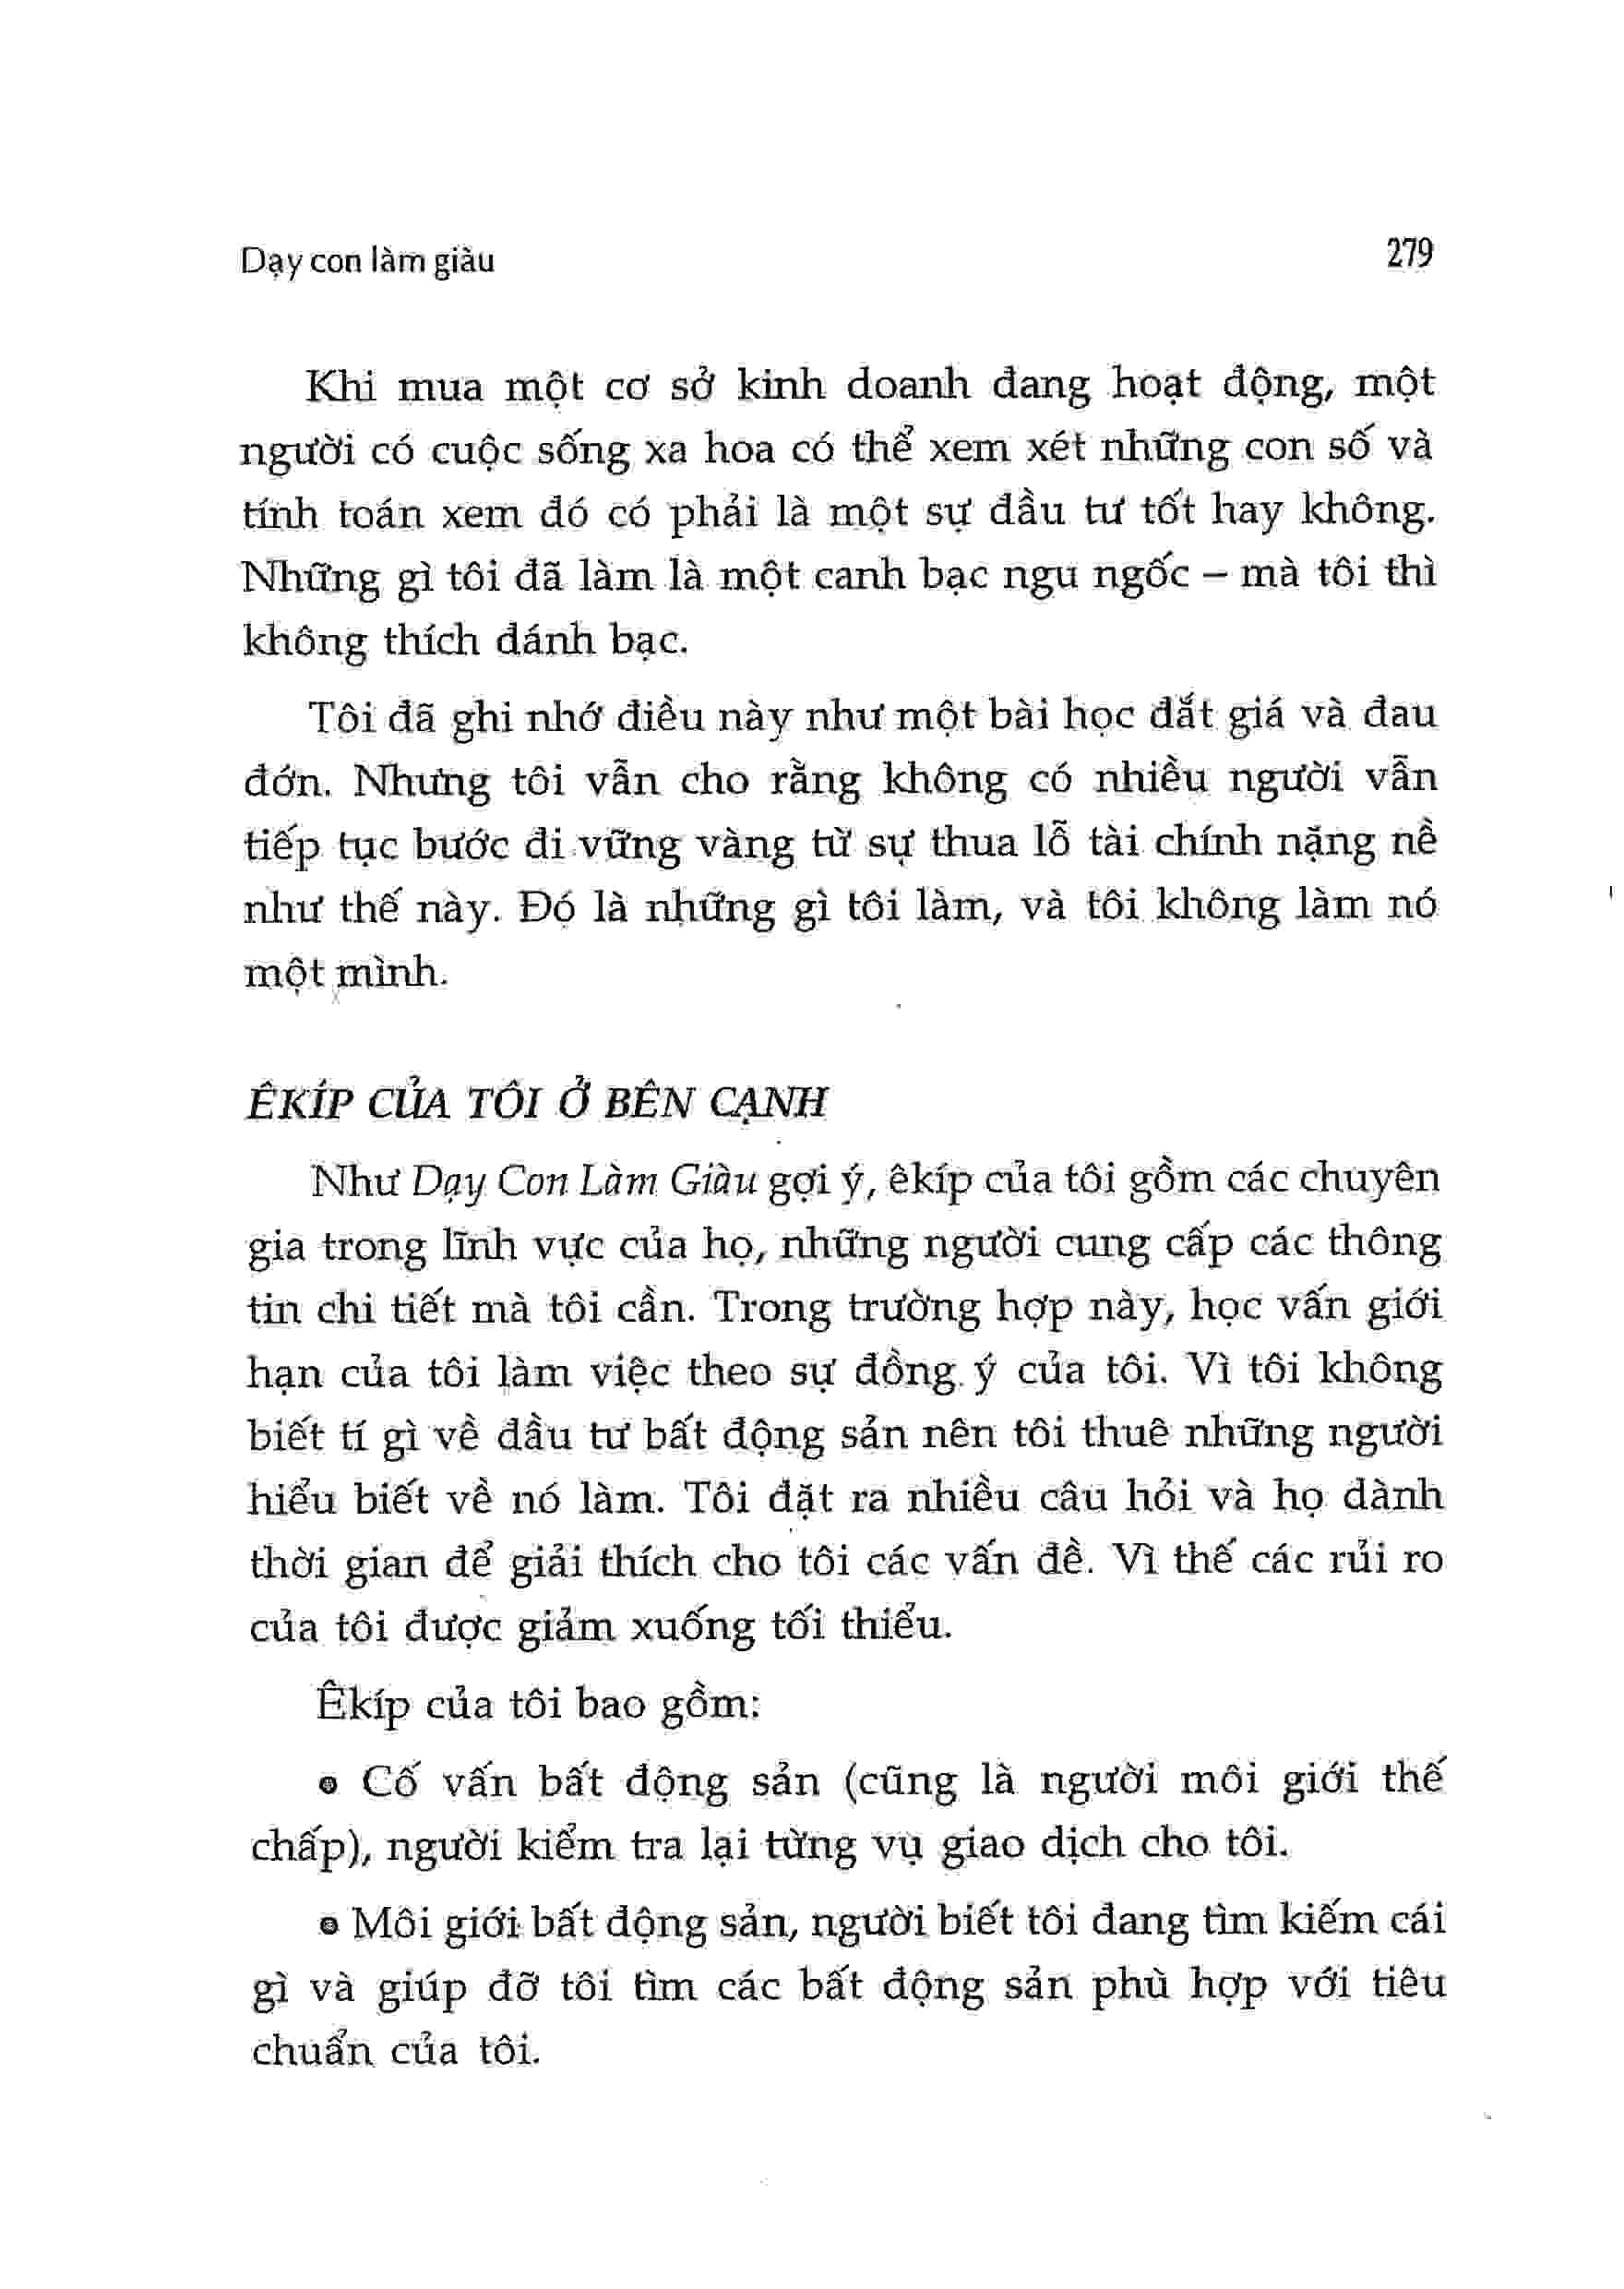 Dạy con làm giàu 279
Khi mua một cơ sở kinh doanh đang hoạt động, một
người có cuộc sống xa hoa có thể xem xét những con số và
tính toán xem đó có phải là một sự đầu tư tốt hay không.
Những gì tôi đã làm là một canh bạc ngu ngốc – mà tôi thì
không thích đánh bạc.
Tôi đã ghi nhớ điều này như một bài học đắt giá và đau
đớn. Nhưng tôi vẫn cho rằng không có nhiều người vẫn
tiếp tục bước đi vững vàng từ sự thua lỗ tài chính nặng nề
như thế này. Đó là những gì tôi làm, và tôi không làm nó
một mình.
ÊKÍP CỦA TÔI Ở BÊN CẠNH
Như Dạy Con Làm Giàu gợi ý, êkíp của tôi gồm các chuyên
gia trong lĩnh vực của họ, những người cung cấp các thông
tin chi tiết mà tôi cần. Trong trường hợp này, học vấn giới
hạn của tôi làm việc theo sự đồng ý của tôi. Vì tôi không
biết tí gì về đầu tư bất động sản nên tôi thuê những người
hiểu biết về nó làm. Tôi đặt ra nhiều câu hỏi và họ dành
thời gian để giải thích cho tôi các vấn đề. Vì thế các rủi ro
của tôi được giảm xuống tối thiểu.
Êkíp của tôi bao gồm:
• Cố vấn bất động sản (cũng là người môi giới thế
chấp), người kiểm tra lại từng vụ giao dịch cho tôi.
• Môi giới bất động sản, người biết tôi đang tìm kiếm cái
gì và giúp đỡ tôi tìm các bất động sản phù hợp với tiêu
chuẩn của tôi.